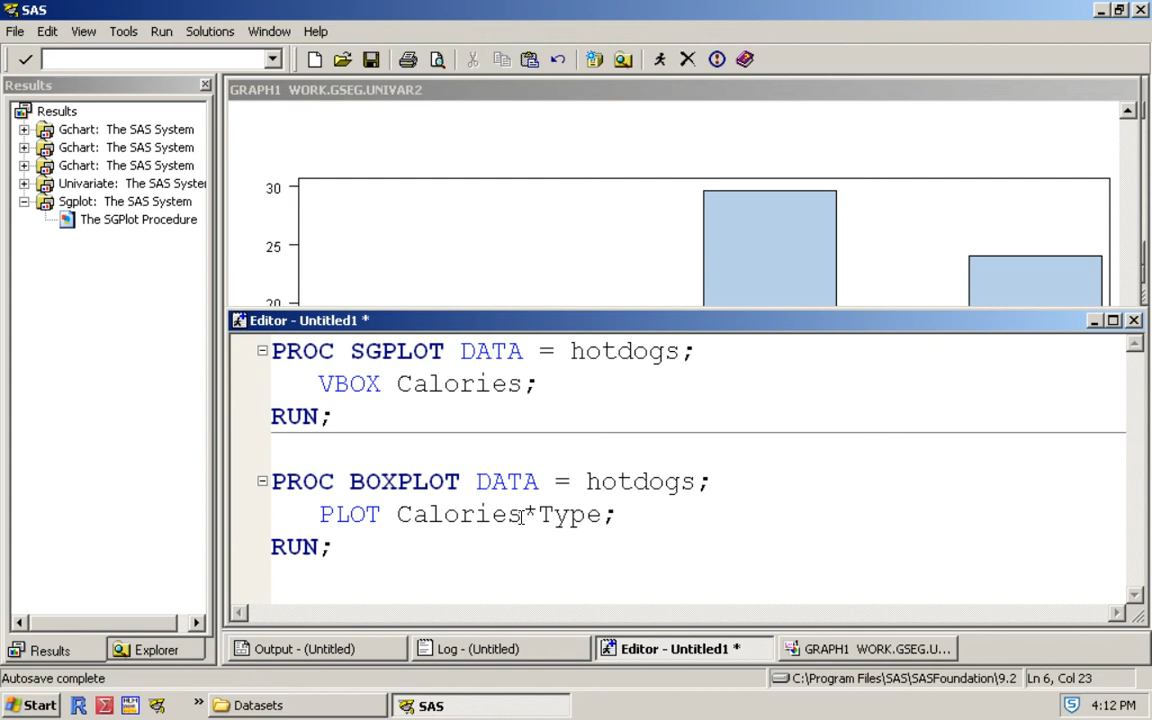 SAS
File Edit View Tools Run Solutions Window Help
Results
GRAPH1 WORK.GSEG.UNIVAR2
Results
Gchart: The SAS System
Gchart: The SAS System
Gchart: The SAS System
Univariate: The SAS Syste
Sgplot: The SAS System
The SGPlot Procedure
30
25
20
Editor - Untitled1 *
PROC SGPLOT DATA = hotdogs;
VBOX Calories;
RUN;
PROC BOXPLOT DATA = hotdogs;
PLOT Calories*Type;
RUN;
Results Explorer
Output - (Untitled) Log - (Untitled) Editor - Untitled1 * GRAPH1 WORK.GSEG.U...
Autosave complete C:\Program Files\SAS\SASFoundation\9.2 Ln 6, Col 23
Start R Σ HLM » Datasets SAS S 4:12 PM